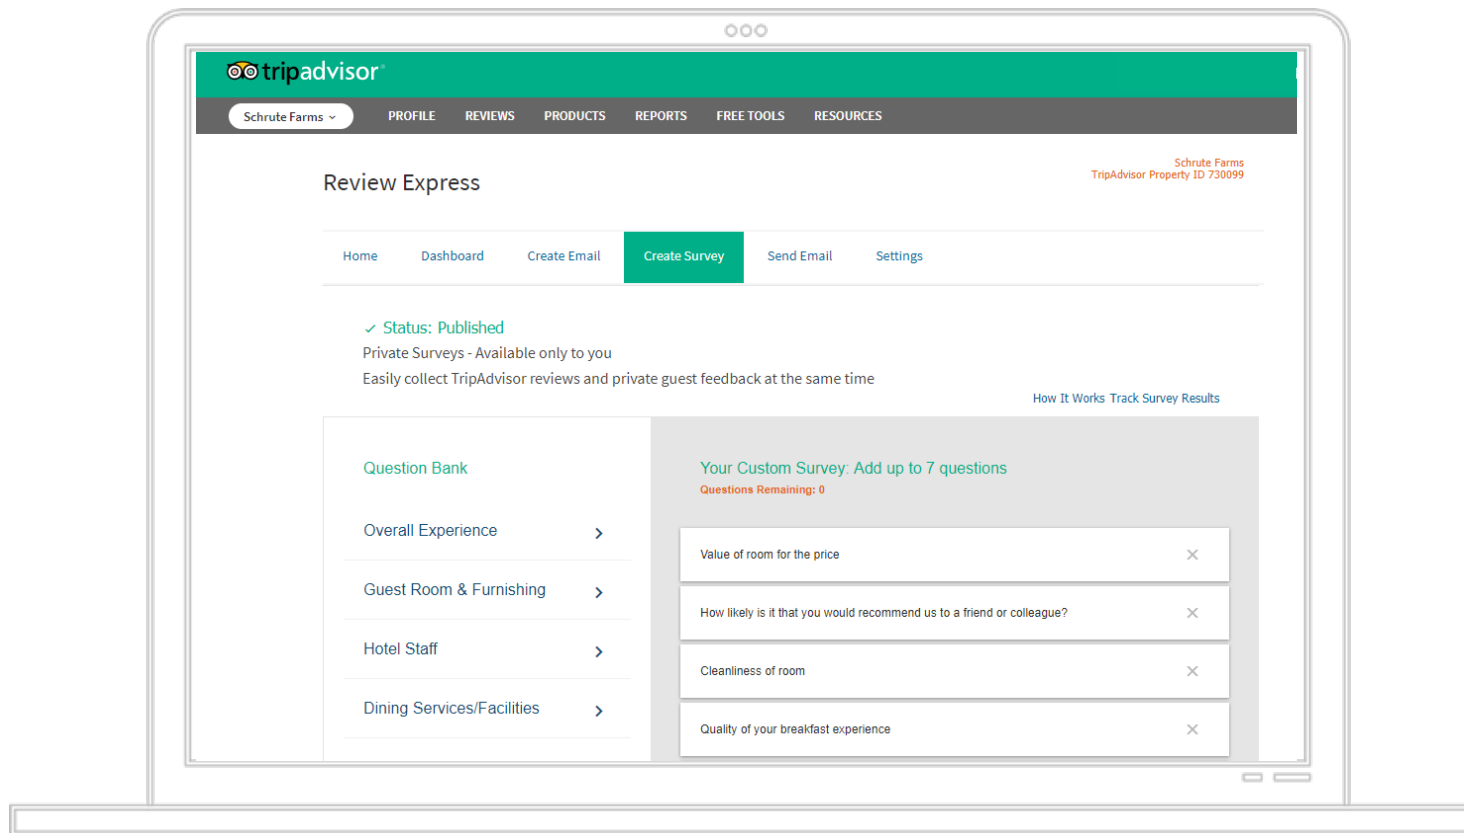 tripadvisor
Schrute Farms PROFILE REVIEWS PRODUCTS REPORTS FREE TOOLS RESOURCES
Schrute Farms
TripAdvisor Property ID 730099
Review Express
Home Dashboard Create Email Create Survey Send Email Settings
✓ Status: Published
Private Surveys - Available only to you
Easily collect TripAdvisor reviews and private guest feedback at the same time
How It Works Track Survey Results
Question Bank
Overall Experience
Guest Room & Furnishing
Hotel Staff
Dining Services/Facilities
Your Custom Survey: Add up to 7 questions
Questions Remaining: 0
Value of room for the price
How likely is it that you would recommend us to a friend or colleague?
Cleanliness of room
Quality of your breakfast experience